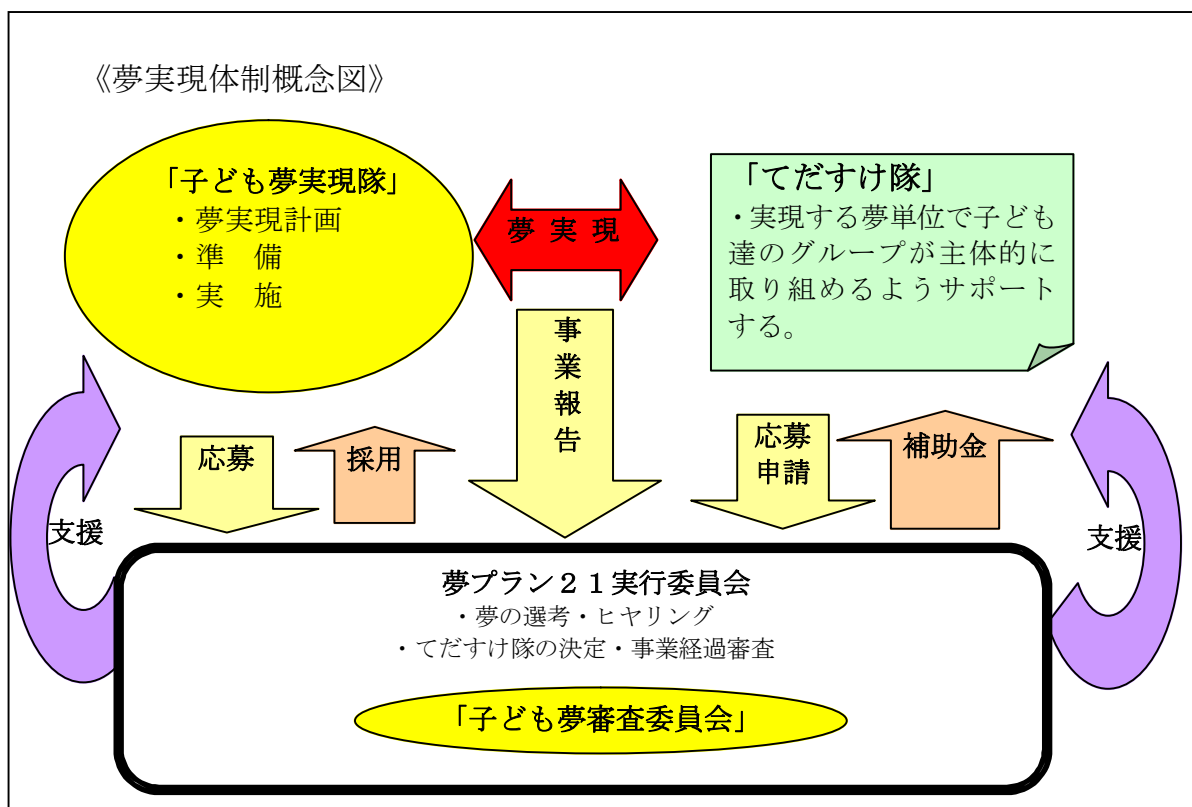 《夢実現体制概念図》
「子ども夢実現隊」
・夢実現計画
・準　備
・実　施
夢 実 現
「てだすけ隊」
・実現する夢単位で子ども
達のグループが主体的に
取り組めるようサポート
する。
事
業
報
告
応募
採用
応募
申請
補助金
支援
支援
夢プラン２１実行委員会
・夢の選考・ヒヤリング
・てだすけ隊の決定・事業経過審査
「子ども夢審査委員会」